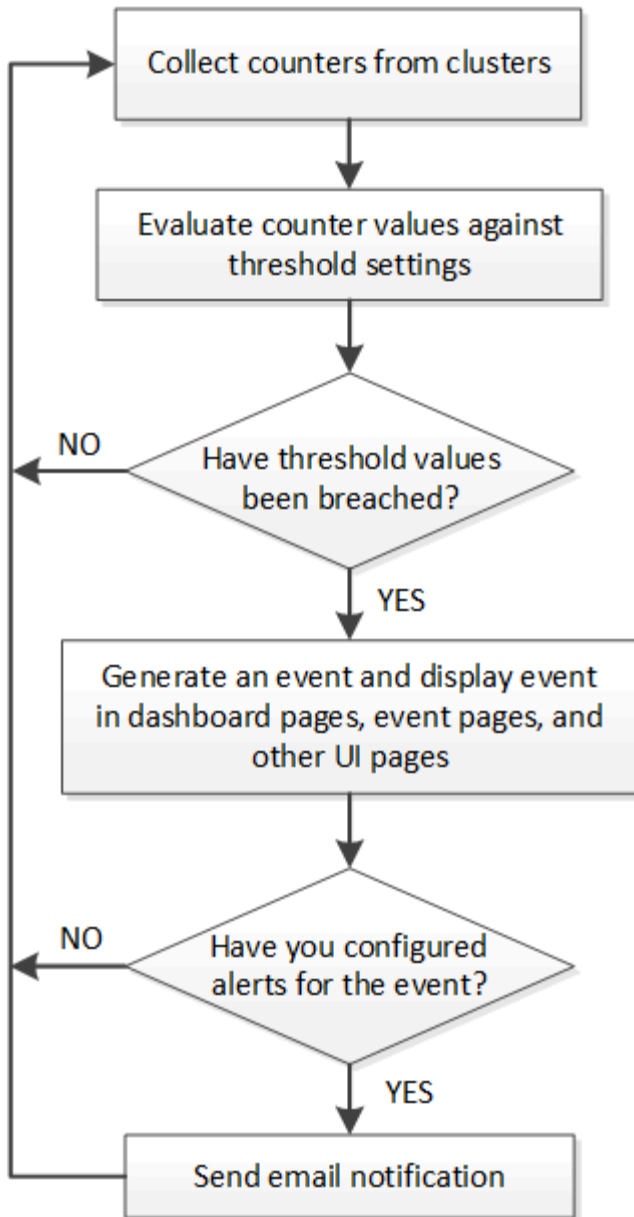 Collect counters from clusters
Evaluate counter values against
threshold settings
NO
Have threshold values
been breached?
YES
Generate an event and display event
in dashboard pages, event pages, and
other UI pages
NO
Have you configured
alerts for the event?
YES
Send email notification